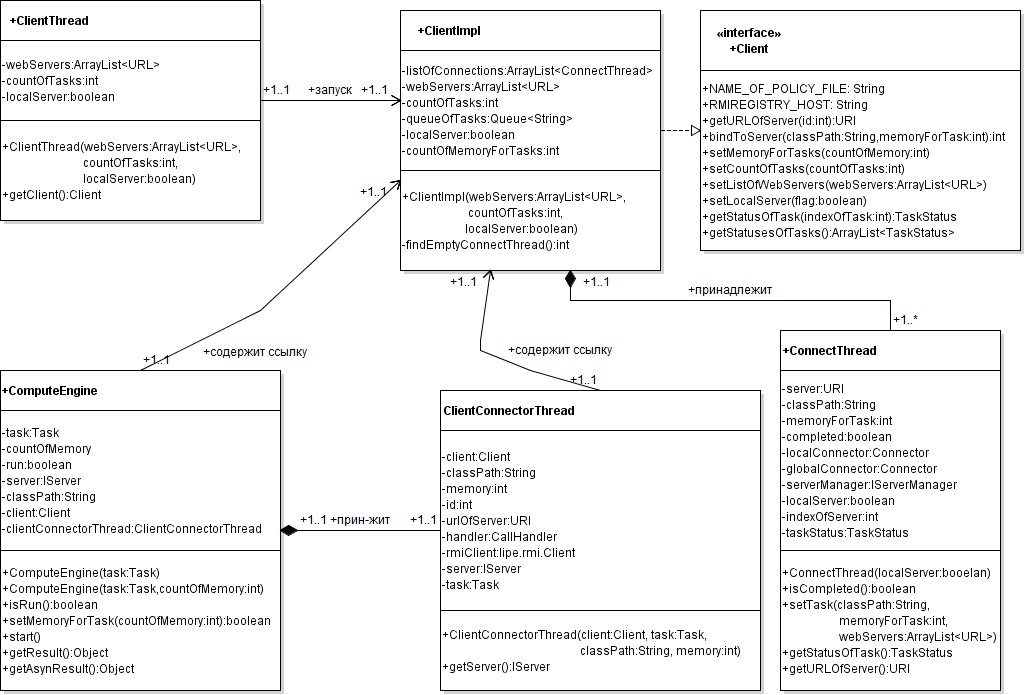 +ClientThread
-webServers:ArrayList<URL>
-countOfTasks:int
-localServer:boolean
+ClientThread(webServers:ArrayList<URL>,
countOfTasks:int,
localServer:boolean)
+getClient():Client
+1..1 +запуск +1..1
+ClientImpl
-listOfConnections:ArrayList<ConnectThread>
-webServers:ArrayList<URL>
-countOfTasks:int
-queueOfTasks:Queue<String>
-localServer:boolean
-countOfMemoryForTasks:int
+ClientImpl(webServers:ArrayList<URL>,
countOfTasks:int,
localServer:boolean)
-findEmptyConnectThread():int
«interface»
+Client
+NAME_OF_POLICY_FILE: String
+RMIREGISTRY_HOST: String
+getURLOfServer(id:int):URI
+bindToServer(classPath:String,memoryForTask:int):int
+setMemoryForTasks(countOfMemory:int)
+setCountOfTasks(countOfTasks:int)
+setListOfWebServers(webServers:ArrayList<URL>)
+setLocalServer(flag:boolean)
+getStatusOfTask(indexOfTask:int):TaskStatus
+getStatusesOfTasks():ArrayList<TaskStatus>
+1..1
+1..1
+1..1
+принадлежит
+1..*
+1..1
+содержит ссылку
+содержит ссылку
+1..1
+ComputeEngine
-task:Task
-countOfMemory
-run:boolean
-server:IServer
-classPath:String
-client:Client
-clientConnectorThread:ClientConnectorThread
+ComputeEngine(task:Task)
+ComputeEngine(task:Task,countOfMemory:int)
+isRun():boolean
+setMemoryForTask(countOfMemory:int):boolean
+start()
+getResult():Object
+getAsynResult():Object
+1..1 +прин-жит +1..1
ClientConnectorThread
-client:Client
-classPath:String
-memory:int
-id:int
-urlOfServer:URI
-handler:CallHandler
-rmiClient:lipe.rmi.Client
-server:IServer
-task:Task
+ClientConnectorThread(client:Client, task:Task,
classPath:String, memory:int)
+getServer():IServer
+ConnectThread
-server:URI
-classPath:String
-memoryForTask:int
-completed:boolean
-localConnector:Connector
-globalConnector:Connector
-serverManager:IServerManager
-localServer:boolean
-indexOfServer:int
-taskStatus:TaskStatus
+ConnectThread(localServer:booelan)
+isCompleted():boolean
+setTask(classPath:String,
memoryForTask:int,
webServers:ArrayList<URL>)
+getStatusOfTask():TaskStatus
+getURLOfServer():URI